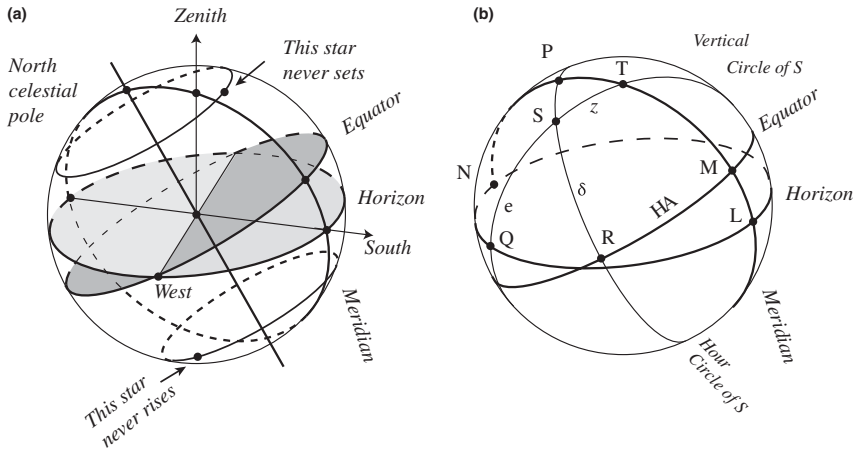 (a)
Zenith
This star
never sets
North
celestial
pole
Equator
Horizon
South
West
Meridian
This star
never rises
(b)
Vertical
Circle of S
P
T
S
z
Equator
N
M
Horizon
δ
HA
e
L
Q
R
Meridian
Hour
Circle of S